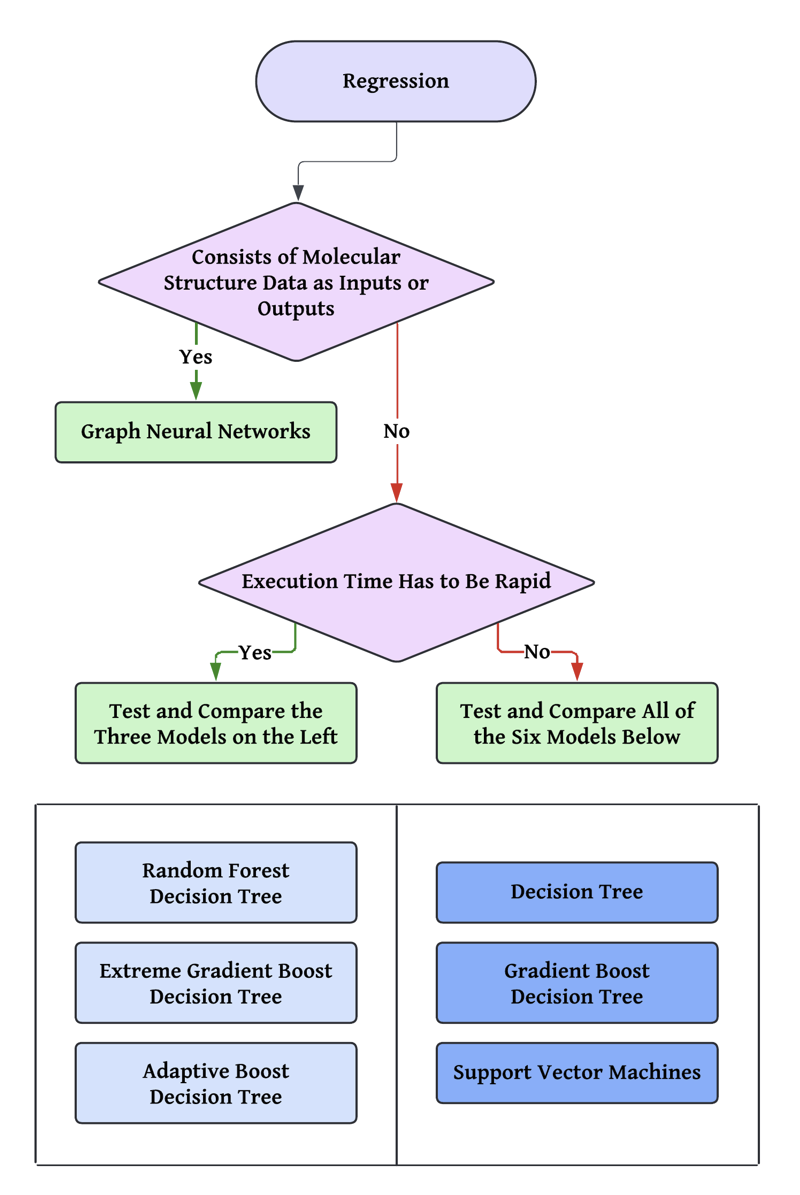 Regression
Consists of Molecular
Structure Data as Inputs or
Outputs
Yes
Graph Neural Networks
No
Execution Time Has to Be Rapid
Yes
No
Test and Compare the
Three Models on the Left
Test and Compare All of
the Six Models Below
Random Forest
Decision Tree
Extreme Gradient Boost
Decision Tree
Adaptive Boost
Decision Tree
Decision Tree
Gradient Boost
Decision Tree
Support Vector Machines